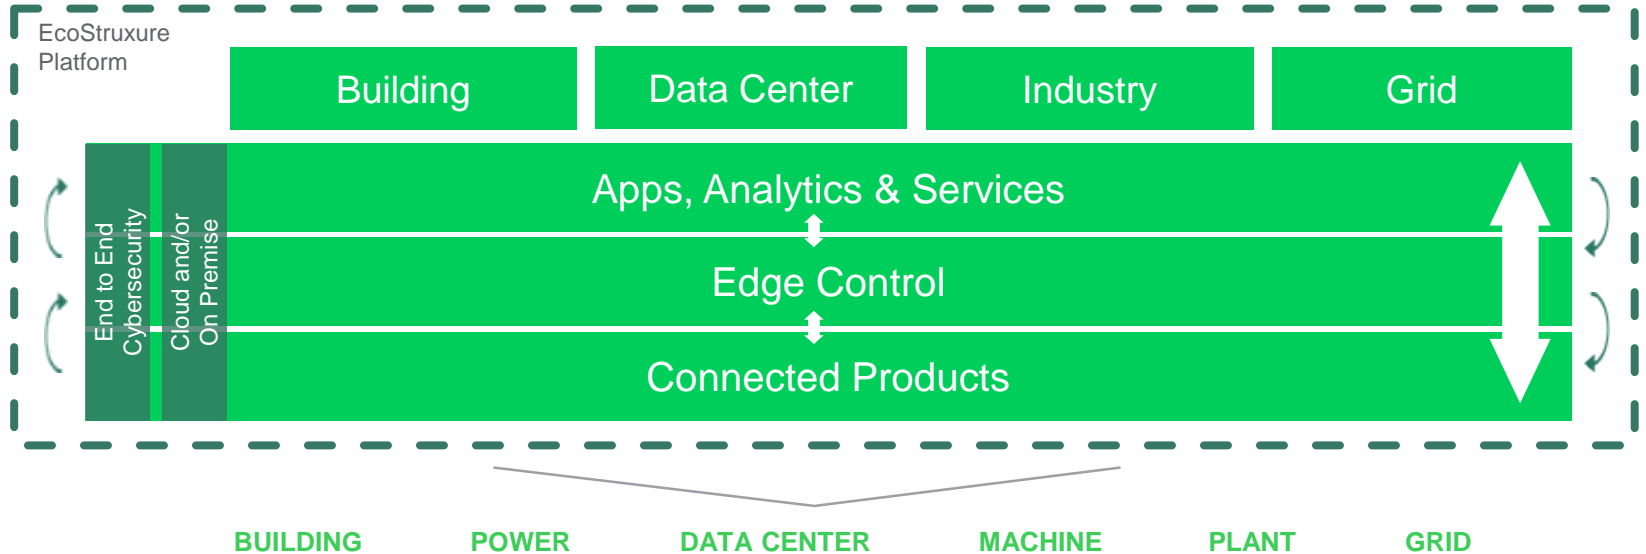 EcoStruxure
Platform
Building
Data Center
Industry
Grid
End to End
Cybersecurity
Cloud and/or
On Premise
Apps, Analytics & Services
Edge Control
Connected Products
BUILDING
POWER
DATA CENTER
MACHINE
PLANT
GRID